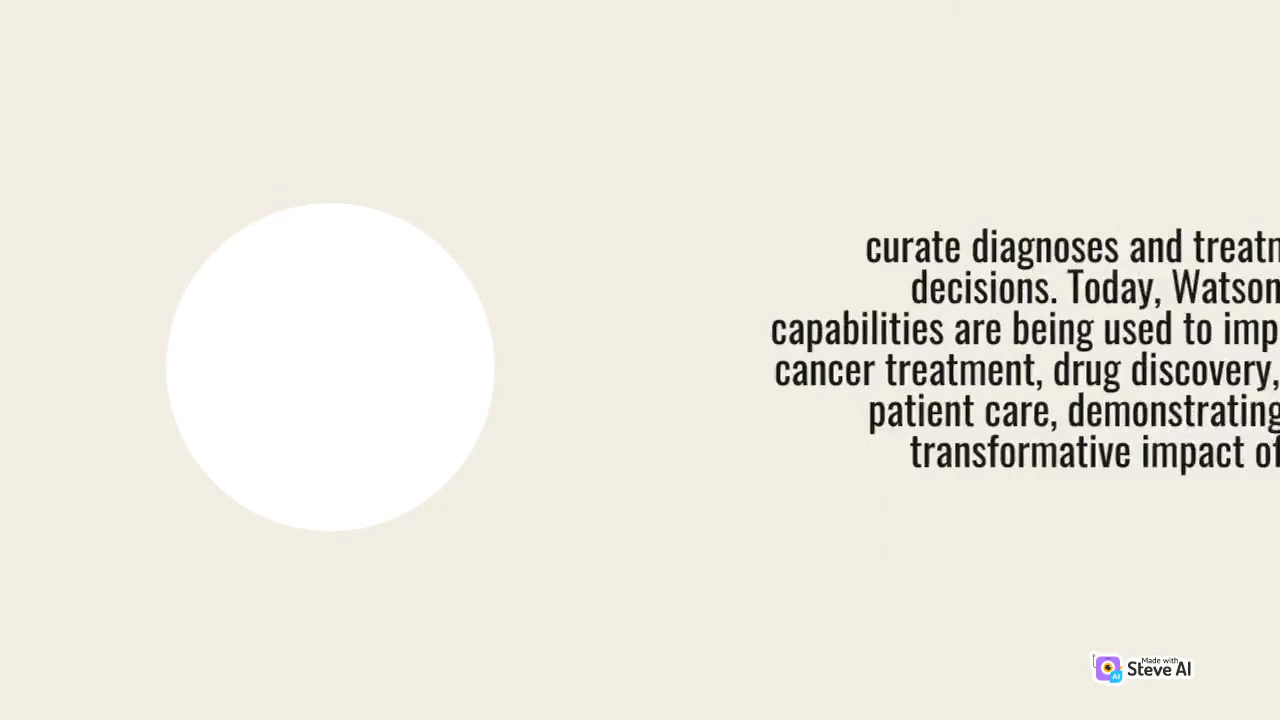 curate diagnoses and treatn
decisions. Today, Watson
capabilities are being used to imp
cancer treatment, drug discovery,
patient care, demonstrating
transformative impact of
Made with
Steve AI
AI